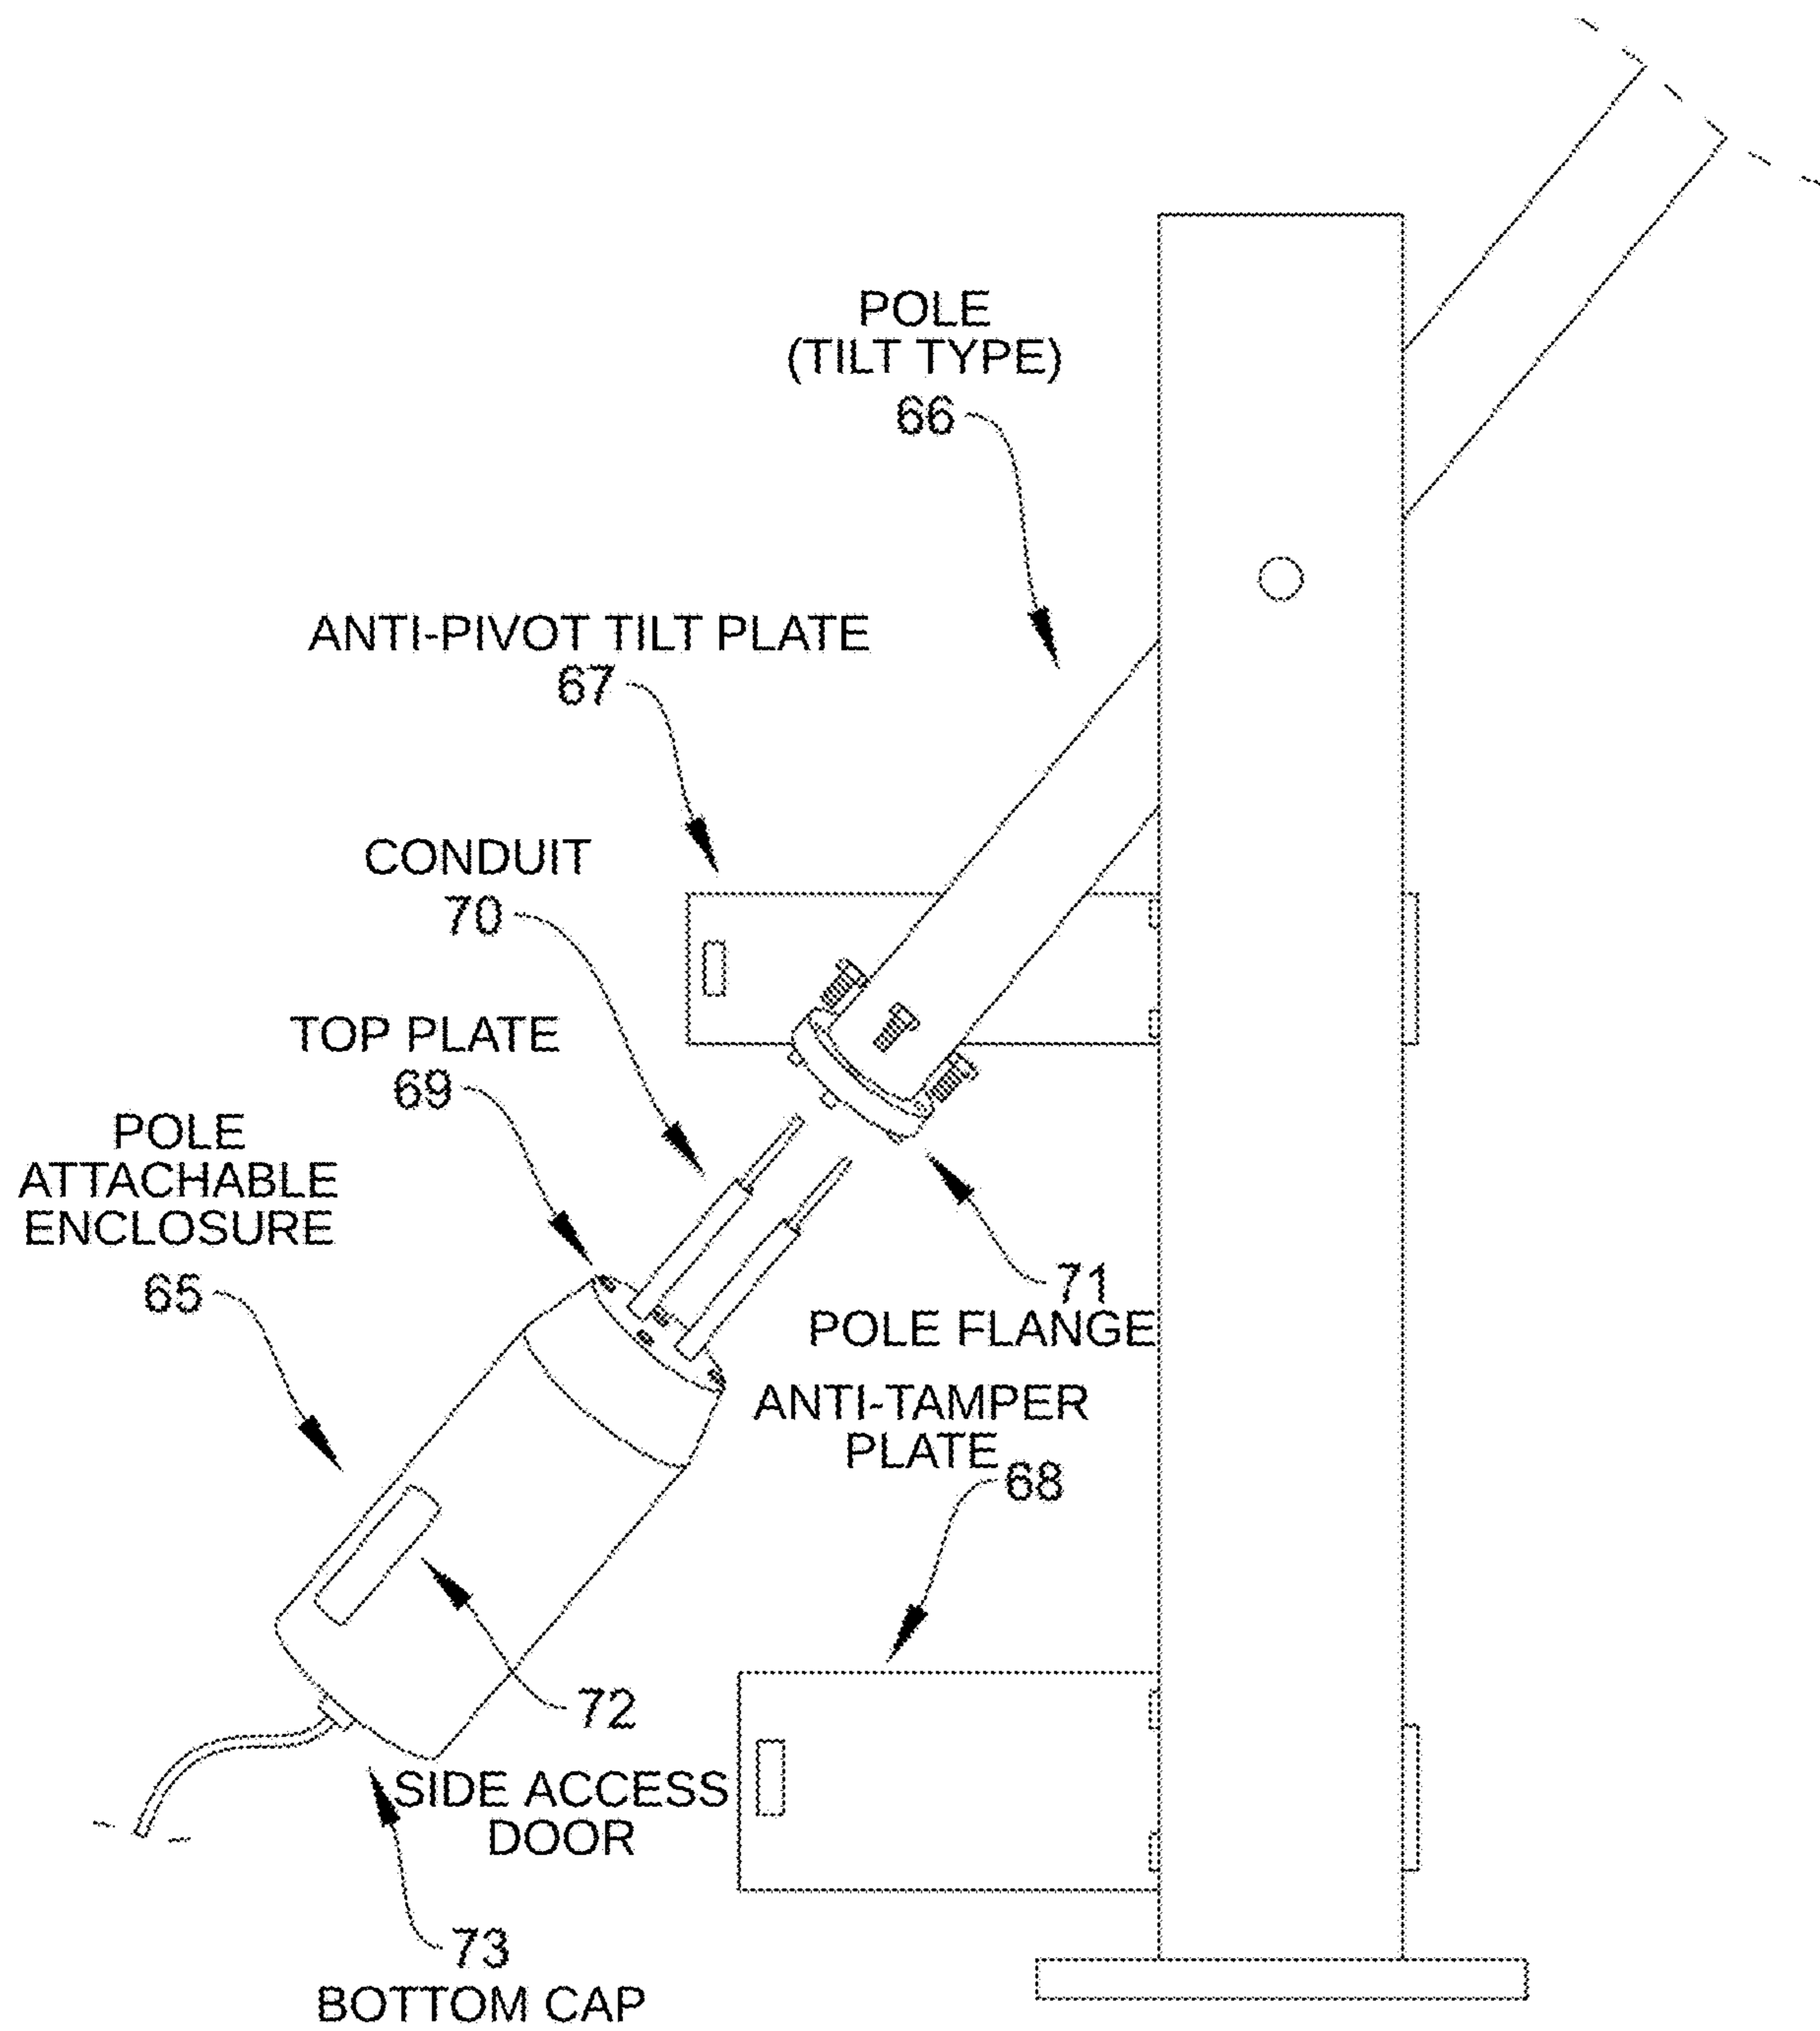 POLE
(TILT TYPE)
66
ANTI-PIVOT TILT PLATE
67
CONDUIT
70
TOP PLATE
69
POLE
ATTACHABLE
ENCLOSURE
65
71
POLE FLANGE
ANTI-TAMPER
PLATE
68
72
SIDE ACCESS
DOOR
73
BOTTOM CAP